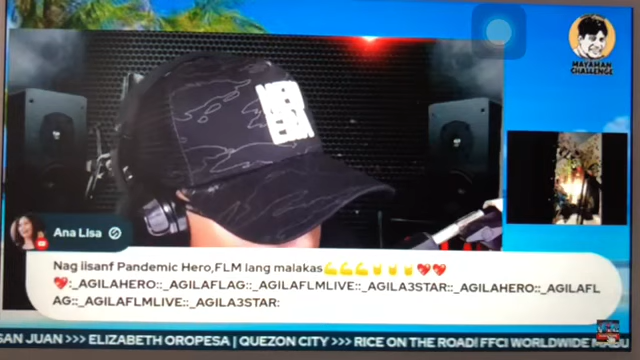 MAYAMAN
CHALLENGE
Ana Lisa
Nag iisanf Pandemic Hero,FLM lang malakas💪💪💪🤘🤘🤘💖💖
💖:_AGILAHERO::_AGILAFLAG::_AGILAFLMLIVE::_AGILA3STAR::_AGILAHERO::_AGILAFL
AG::_AGILAFLMLIVE::_AGILA3STAR:
SAN JUAN >>> ELIZABETH OROPESA | QUEZON CITY >>> RICE ON THE ROAD! FFCI WORLDWIDE